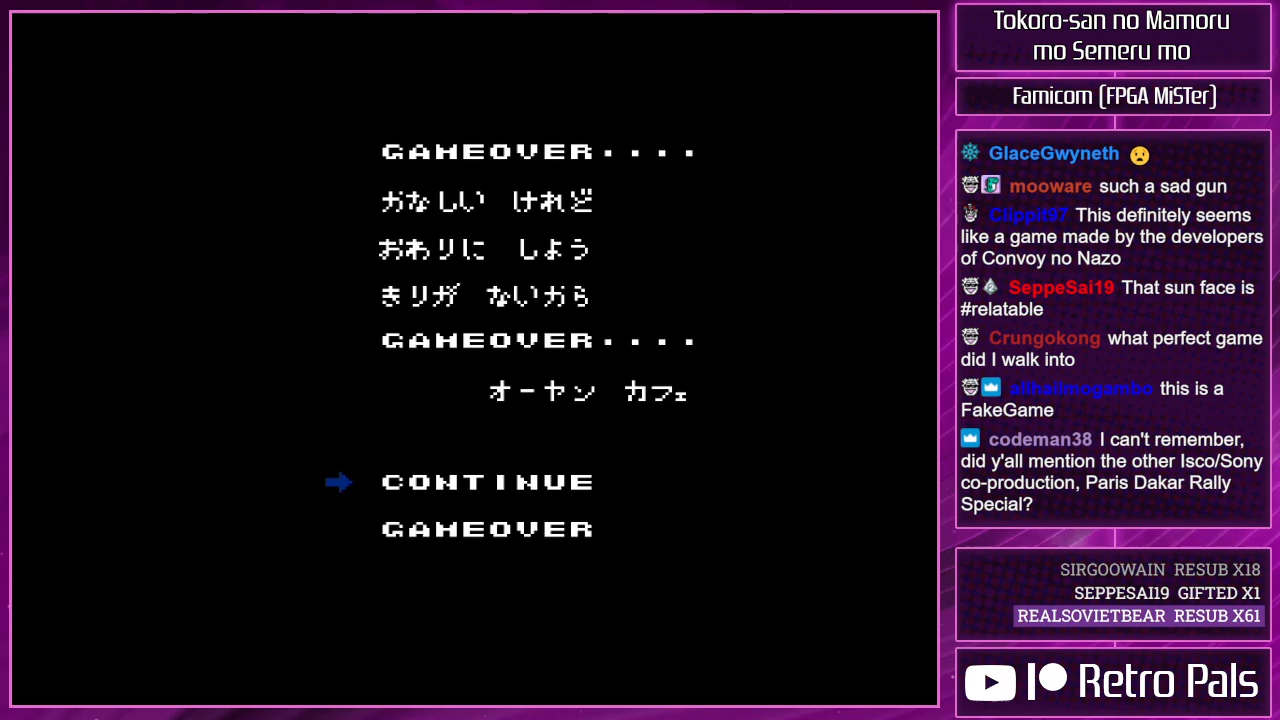 GAMEOVER････
かなしい けれど
おわりに しよう
きりが ないから
GAMEOVER････
オーヤン カフェ
CONTINUE
GAMEOVER
Tokoro-san no Mamoru
mo Semeru mo
Famicom (FPGA MiSTer)
GlaceGwyneth 😟
mooware such a sad gun
Clippit97 This definitely seems
like a game made by the developers
of Convoy no Nazo
SeppeSai19 That sun face is
#relatable
Crungokong what perfect game
did I walk into
alihalimogambo this is a
FakeGame
codeman38 I can't remember,
did y'all mention the other Isco/Sony
co-production, Paris Dakar Rally
Special?
SIRGOOWAIN RESUB X18
SEPPESAI19 GIFTED X1
REALSOVIETBEAR RESUB X61
Retro Pals